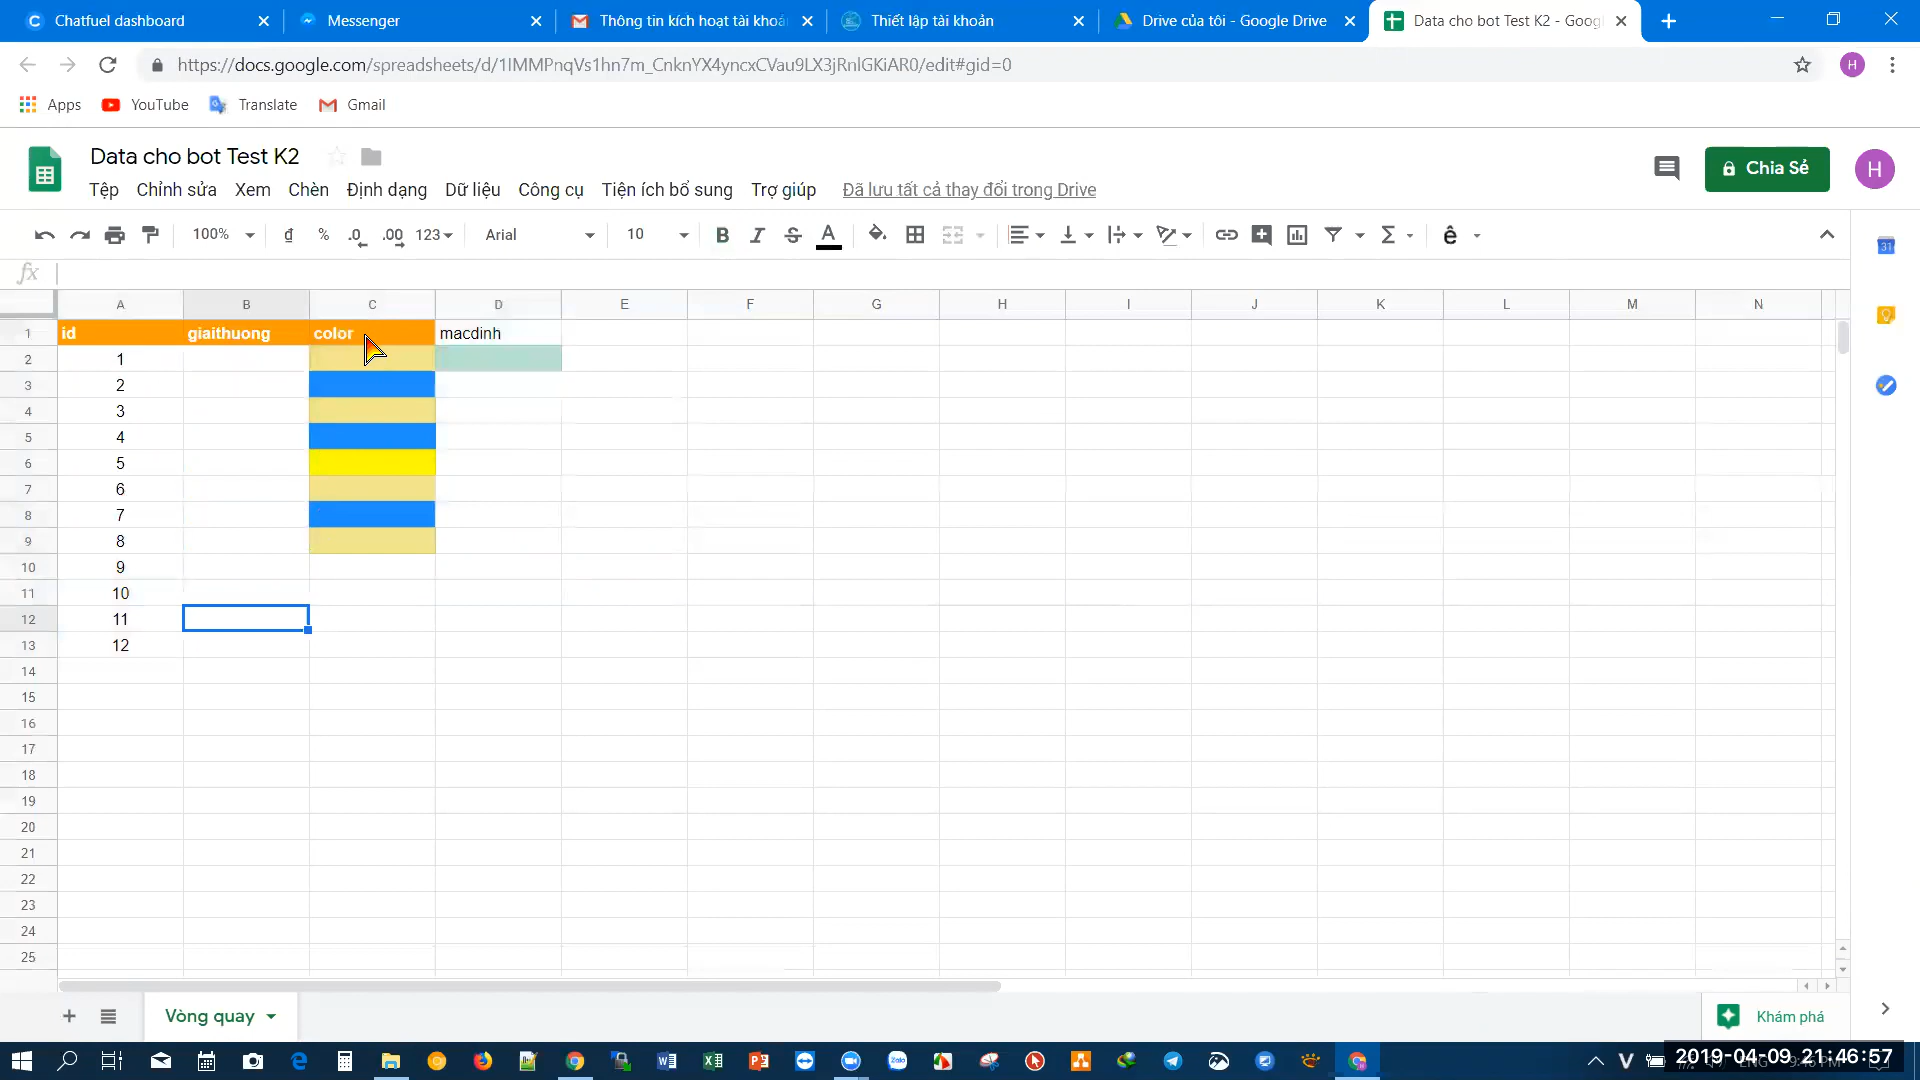 Chatfuel dashboard
Messenger
Thông tin kích hoạt tài khoản
Thiết lập tài khoản
Drive của tôi - Google Drive
Data cho bot Test K2 - Goog
https://docs.google.com/spreadsheets/d/1IMMPnqVs1hn7m_CnknYX4yncxCVau9LX3jRnlGKiAR0/edit#gid=0
H
Apps
YouTube
Translate
Gmail
Data cho bot Test K2
Chia Sẻ
H
Tệp Chỉnh sửa Xem Chèn Định dạng Dữ liệu Công cụ Tiện ích bổ sung Trợ giúp Đã lưu tất cả thay đổi trong Drive
100% đ % .0 .00 123 Arial 10 B I S A Σ ê
31
fx
A B C D E F G H I J K L M N
1 id giaithuong color macdinh
2 1
3 2
4 3
5 4
6 5
7 6
8 7
9 8
10 9
11 10
12 11
13 12
14
15
16
17
18
19
20
21
22
23
24
25
Vòng quay
Khám phá
2019-04-09 21:46:57